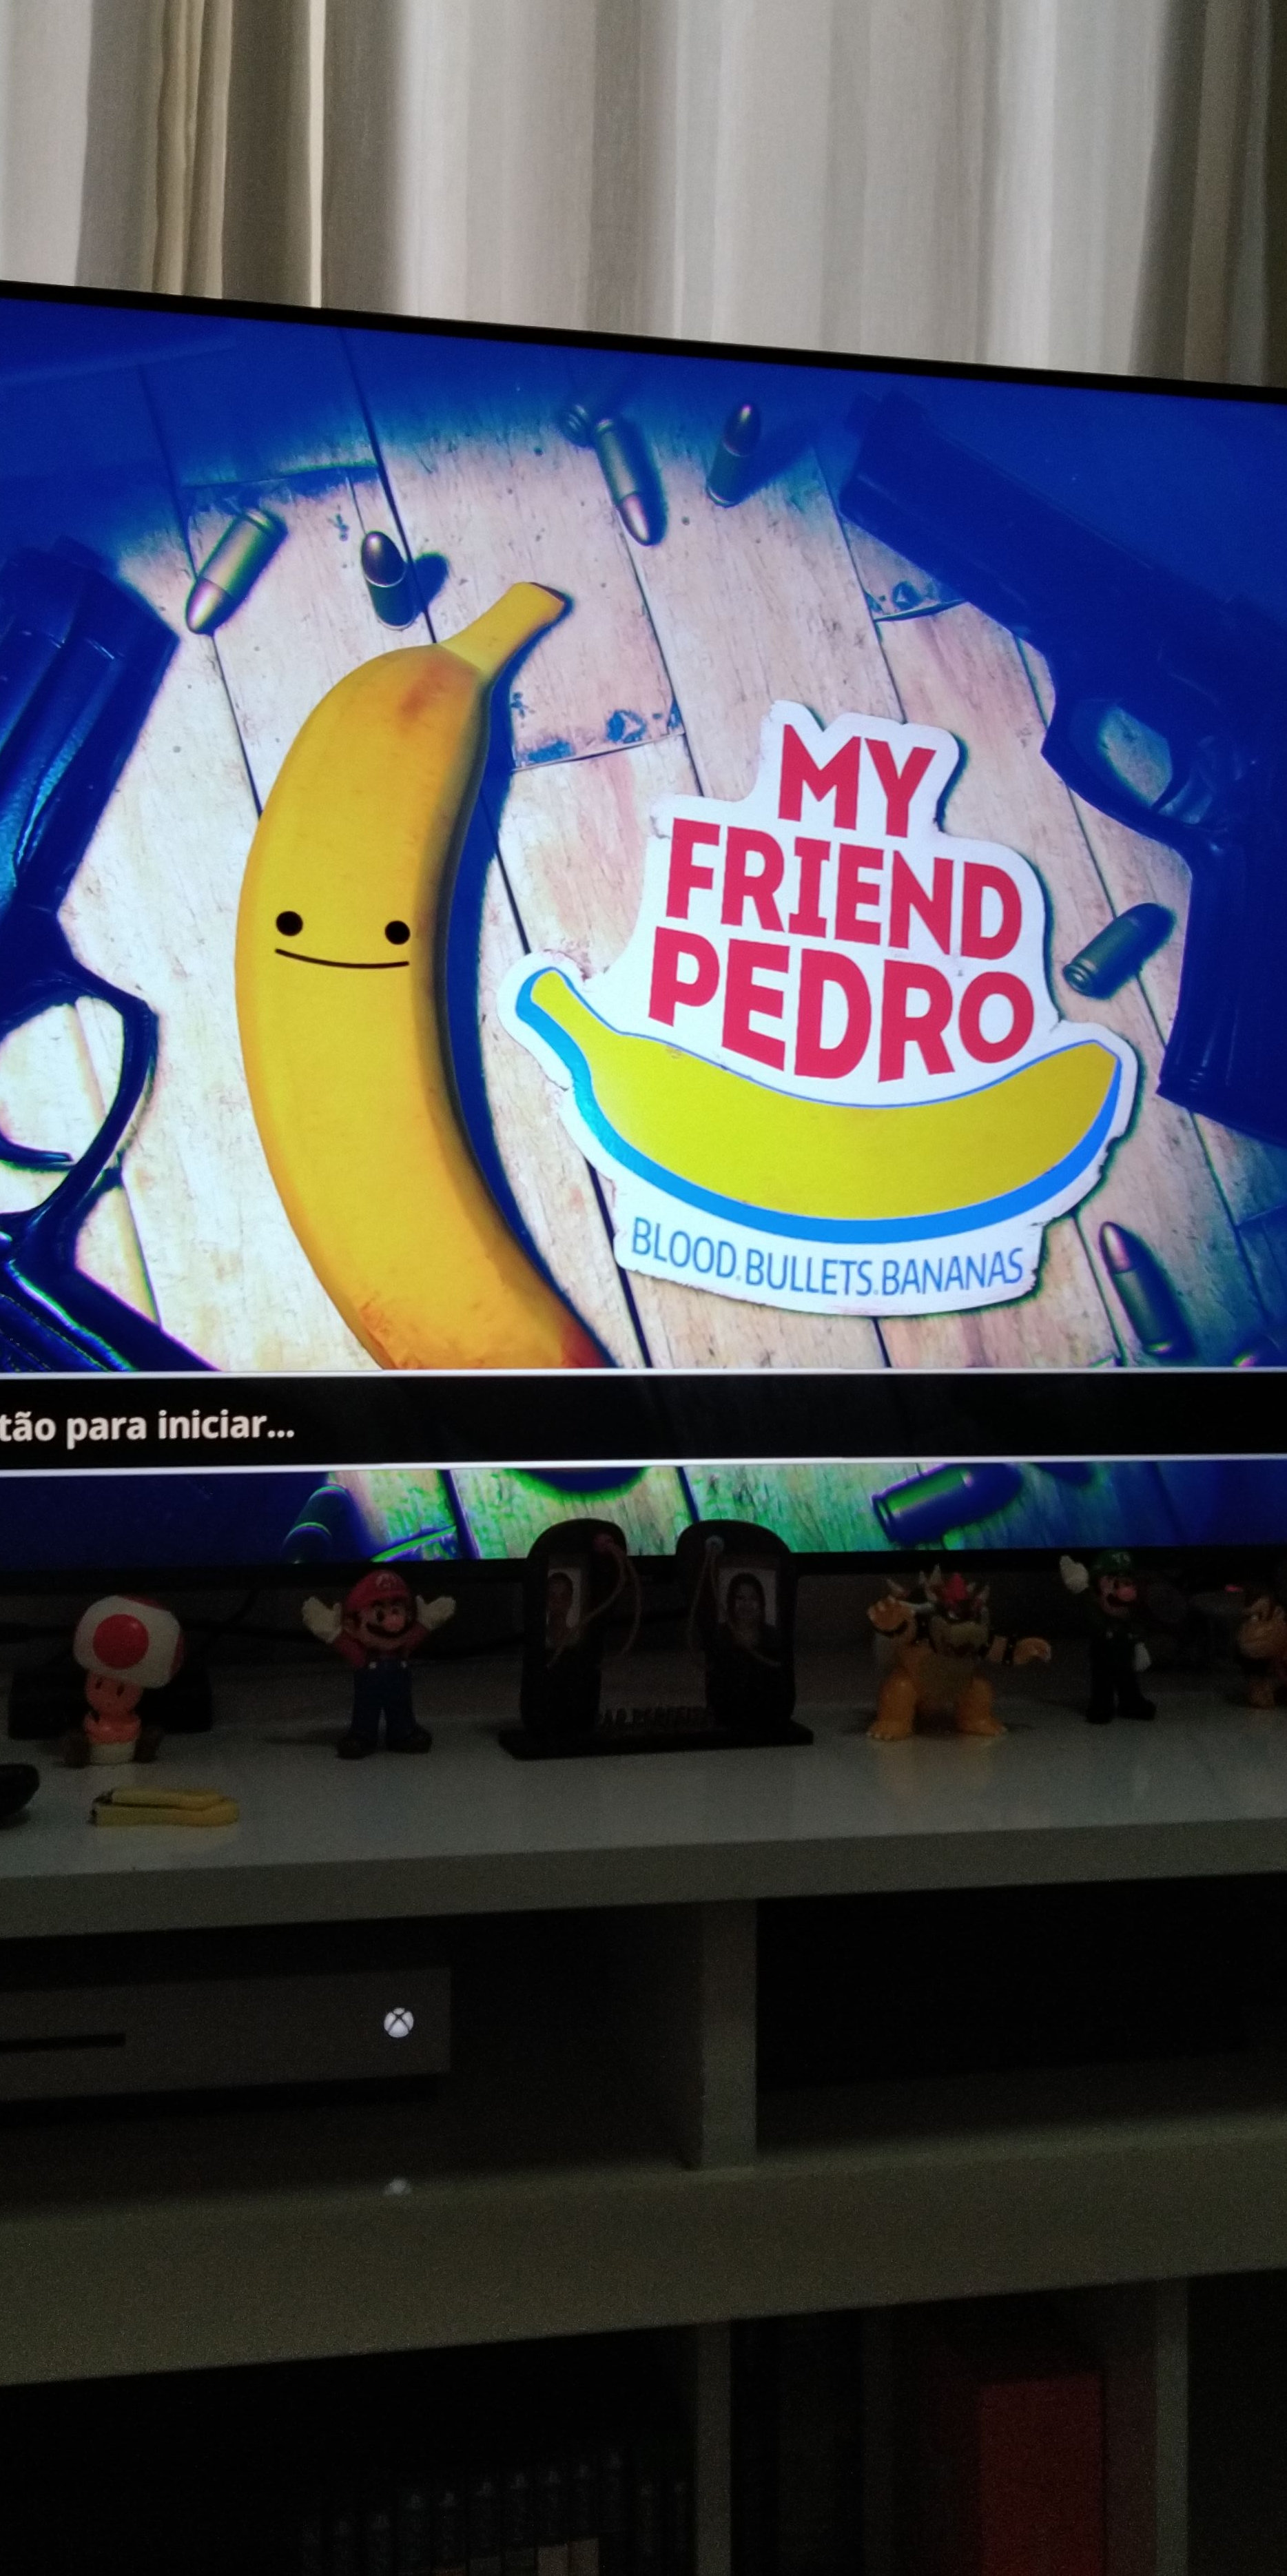 MY
FRIEND
PEDRO
BLOOD.BULLETS.BANANAS
tão para iniciar...